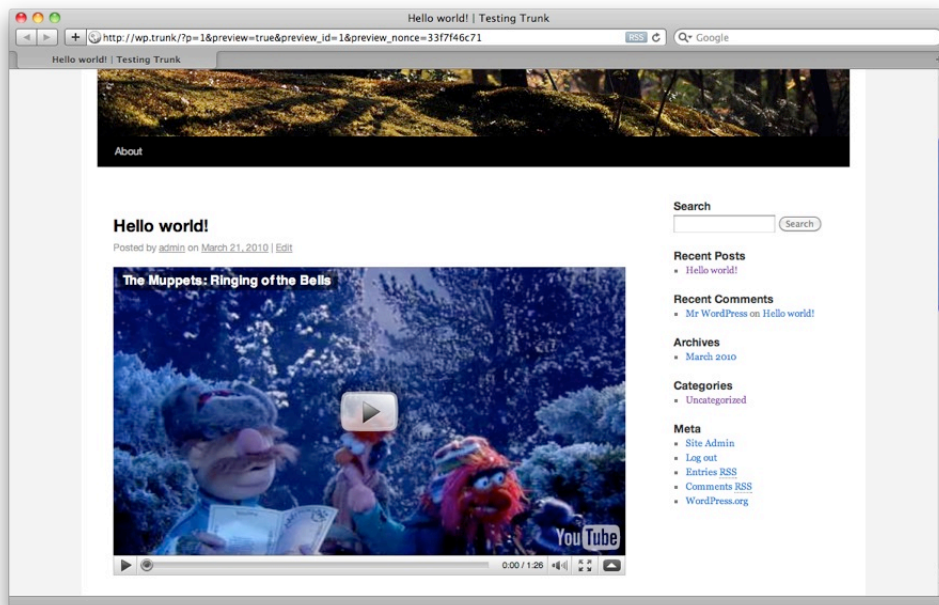 Hello world! | Testing Trunk
http://wp.trunk/?p=1&preview=true&preview_id=1&preview_nonce=33f7f46c71
RSS
Google
Hello world! | Testing Trunk
About
Hello world!
Posted by admin on March 21, 2010 | Edit
The Muppets: Ringing of the Bells
YouTube
0:00 / 1:26
Search
Search
Recent Posts
Hello world!
Recent Comments
Mr WordPress on Hello world!
Archives
March 2010
Categories
Uncategorized
Meta
Site Admin
Log out
Entries RSS
Comments RSS
WordPress.org